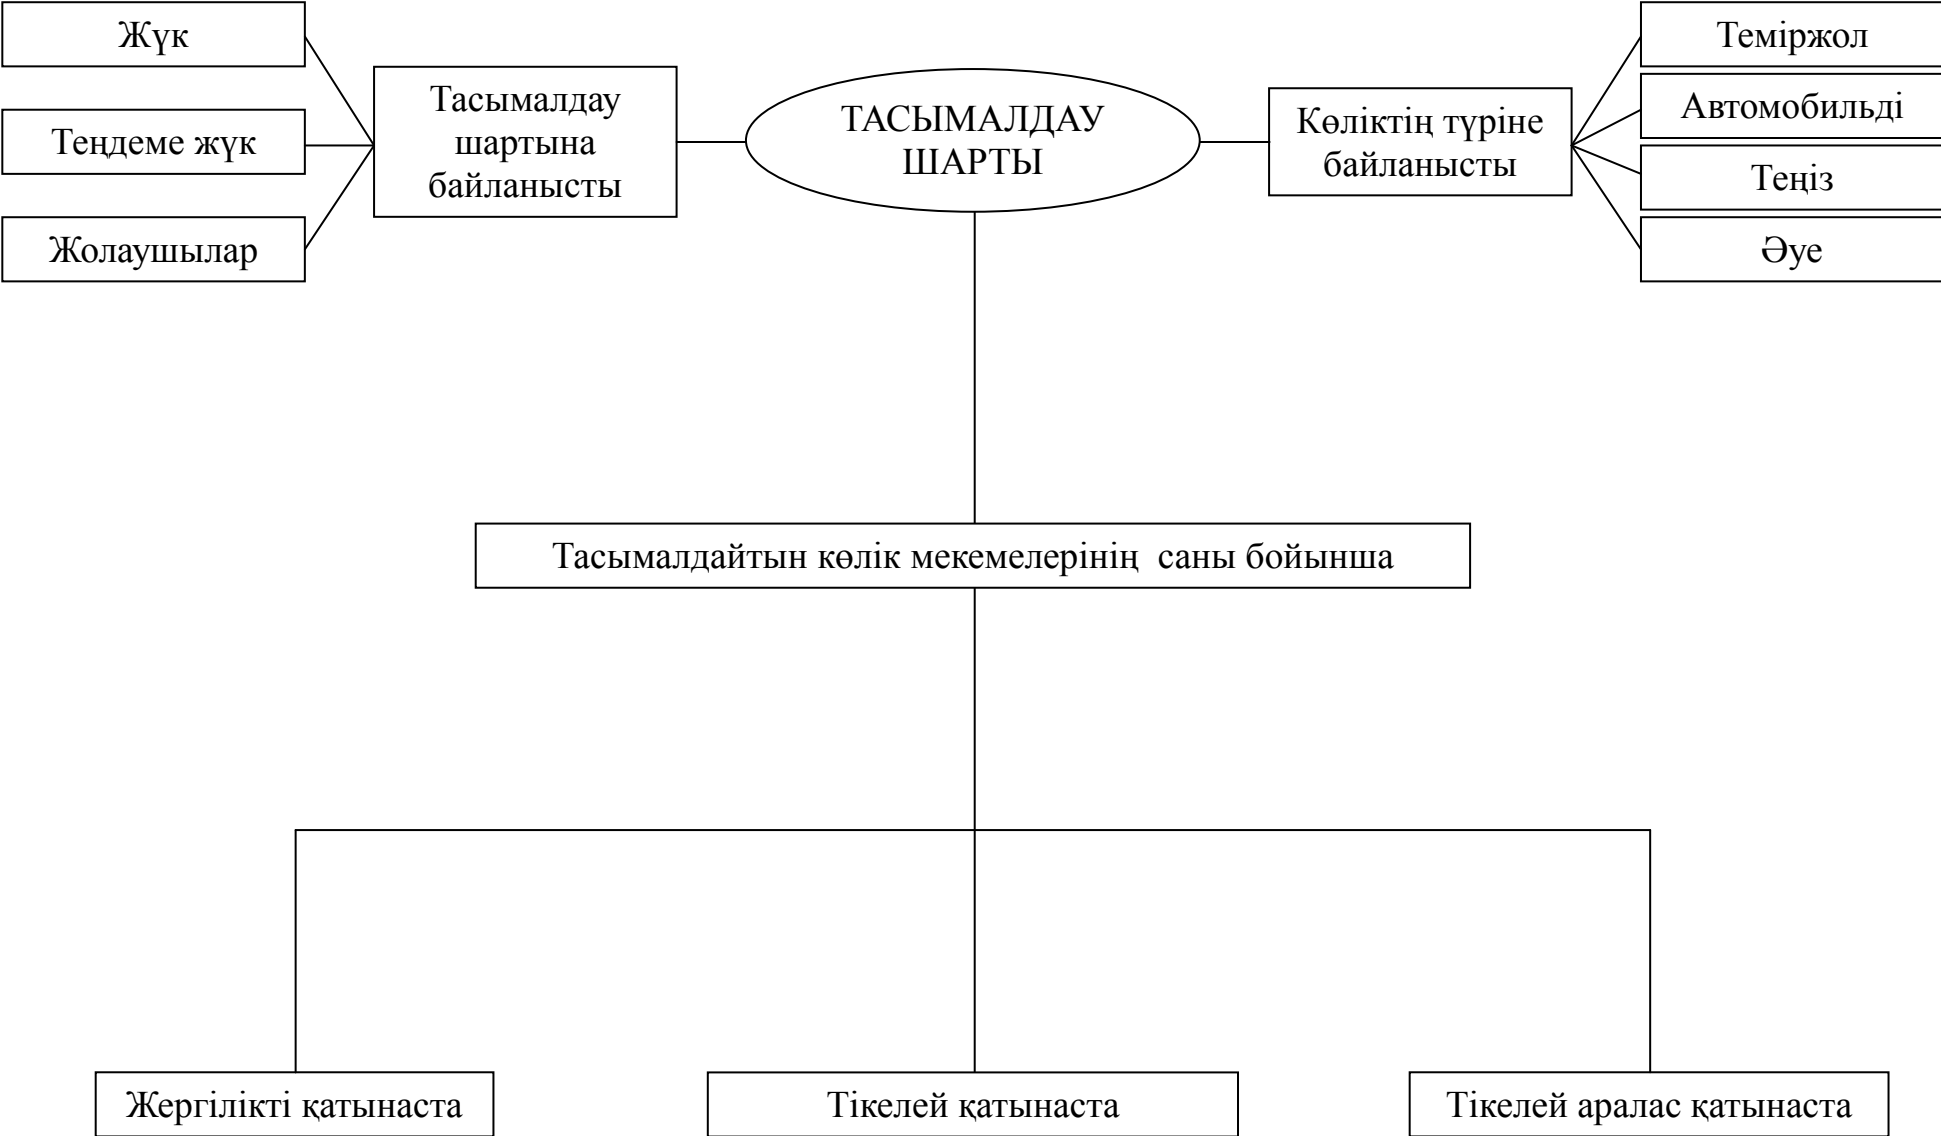 Жүк
Теңдеме жүк
Жолаушылар
Тасымалдау
шартына
байланысты
ТАСЫМАЛДАУ
ШАРТЫ
Көліктің түріне
байланысты
Теміржол
Автомобильді
Теңіз
Әуе
Тасымалдайтын көлік мекемелерінің  саны бойынша
Жергілікті қатынаста
Тікелей қатынаста
Тікелей аралас қатынаста